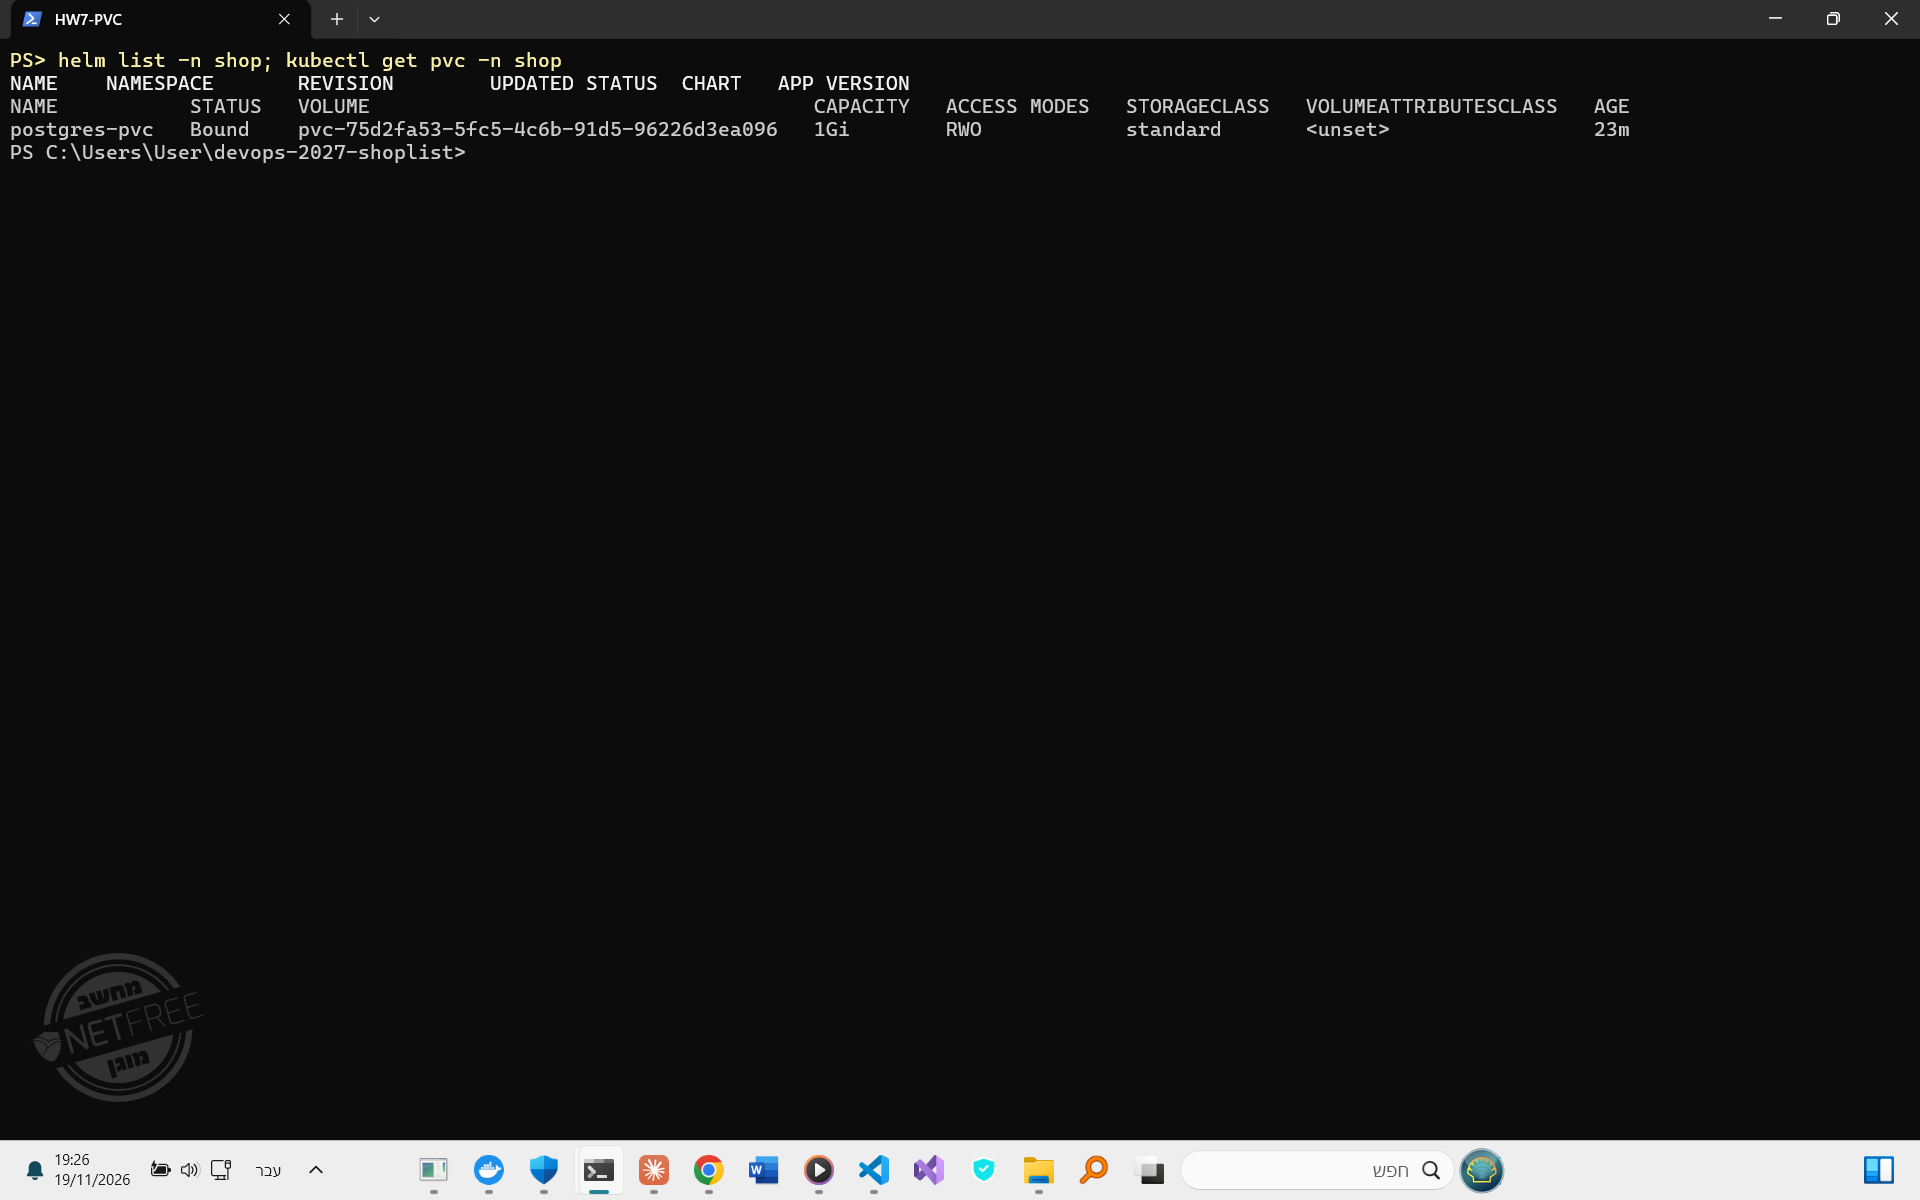 HW7-PVC
PS> helm list -n shop; kubectl get pvc -n shop
NAME NAMESPACE REVISION UPDATED STATUS CHART APP VERSION
NAME STATUS VOLUME CAPACITY ACCESS MODES STORAGECLASS VOLUMEATTRIBUTESCLASS AGE
postgres-pvc Bound pvc-75d2fa53-5fc5-4c6b-91d5-96226d3ea096 1Gi RWO standard <unset> 23m
PS C:\Users\User\devops-2027-shoplist>
מחשב
NETFREE
מוגן
19:26
19/11/2026
עבר
חפש